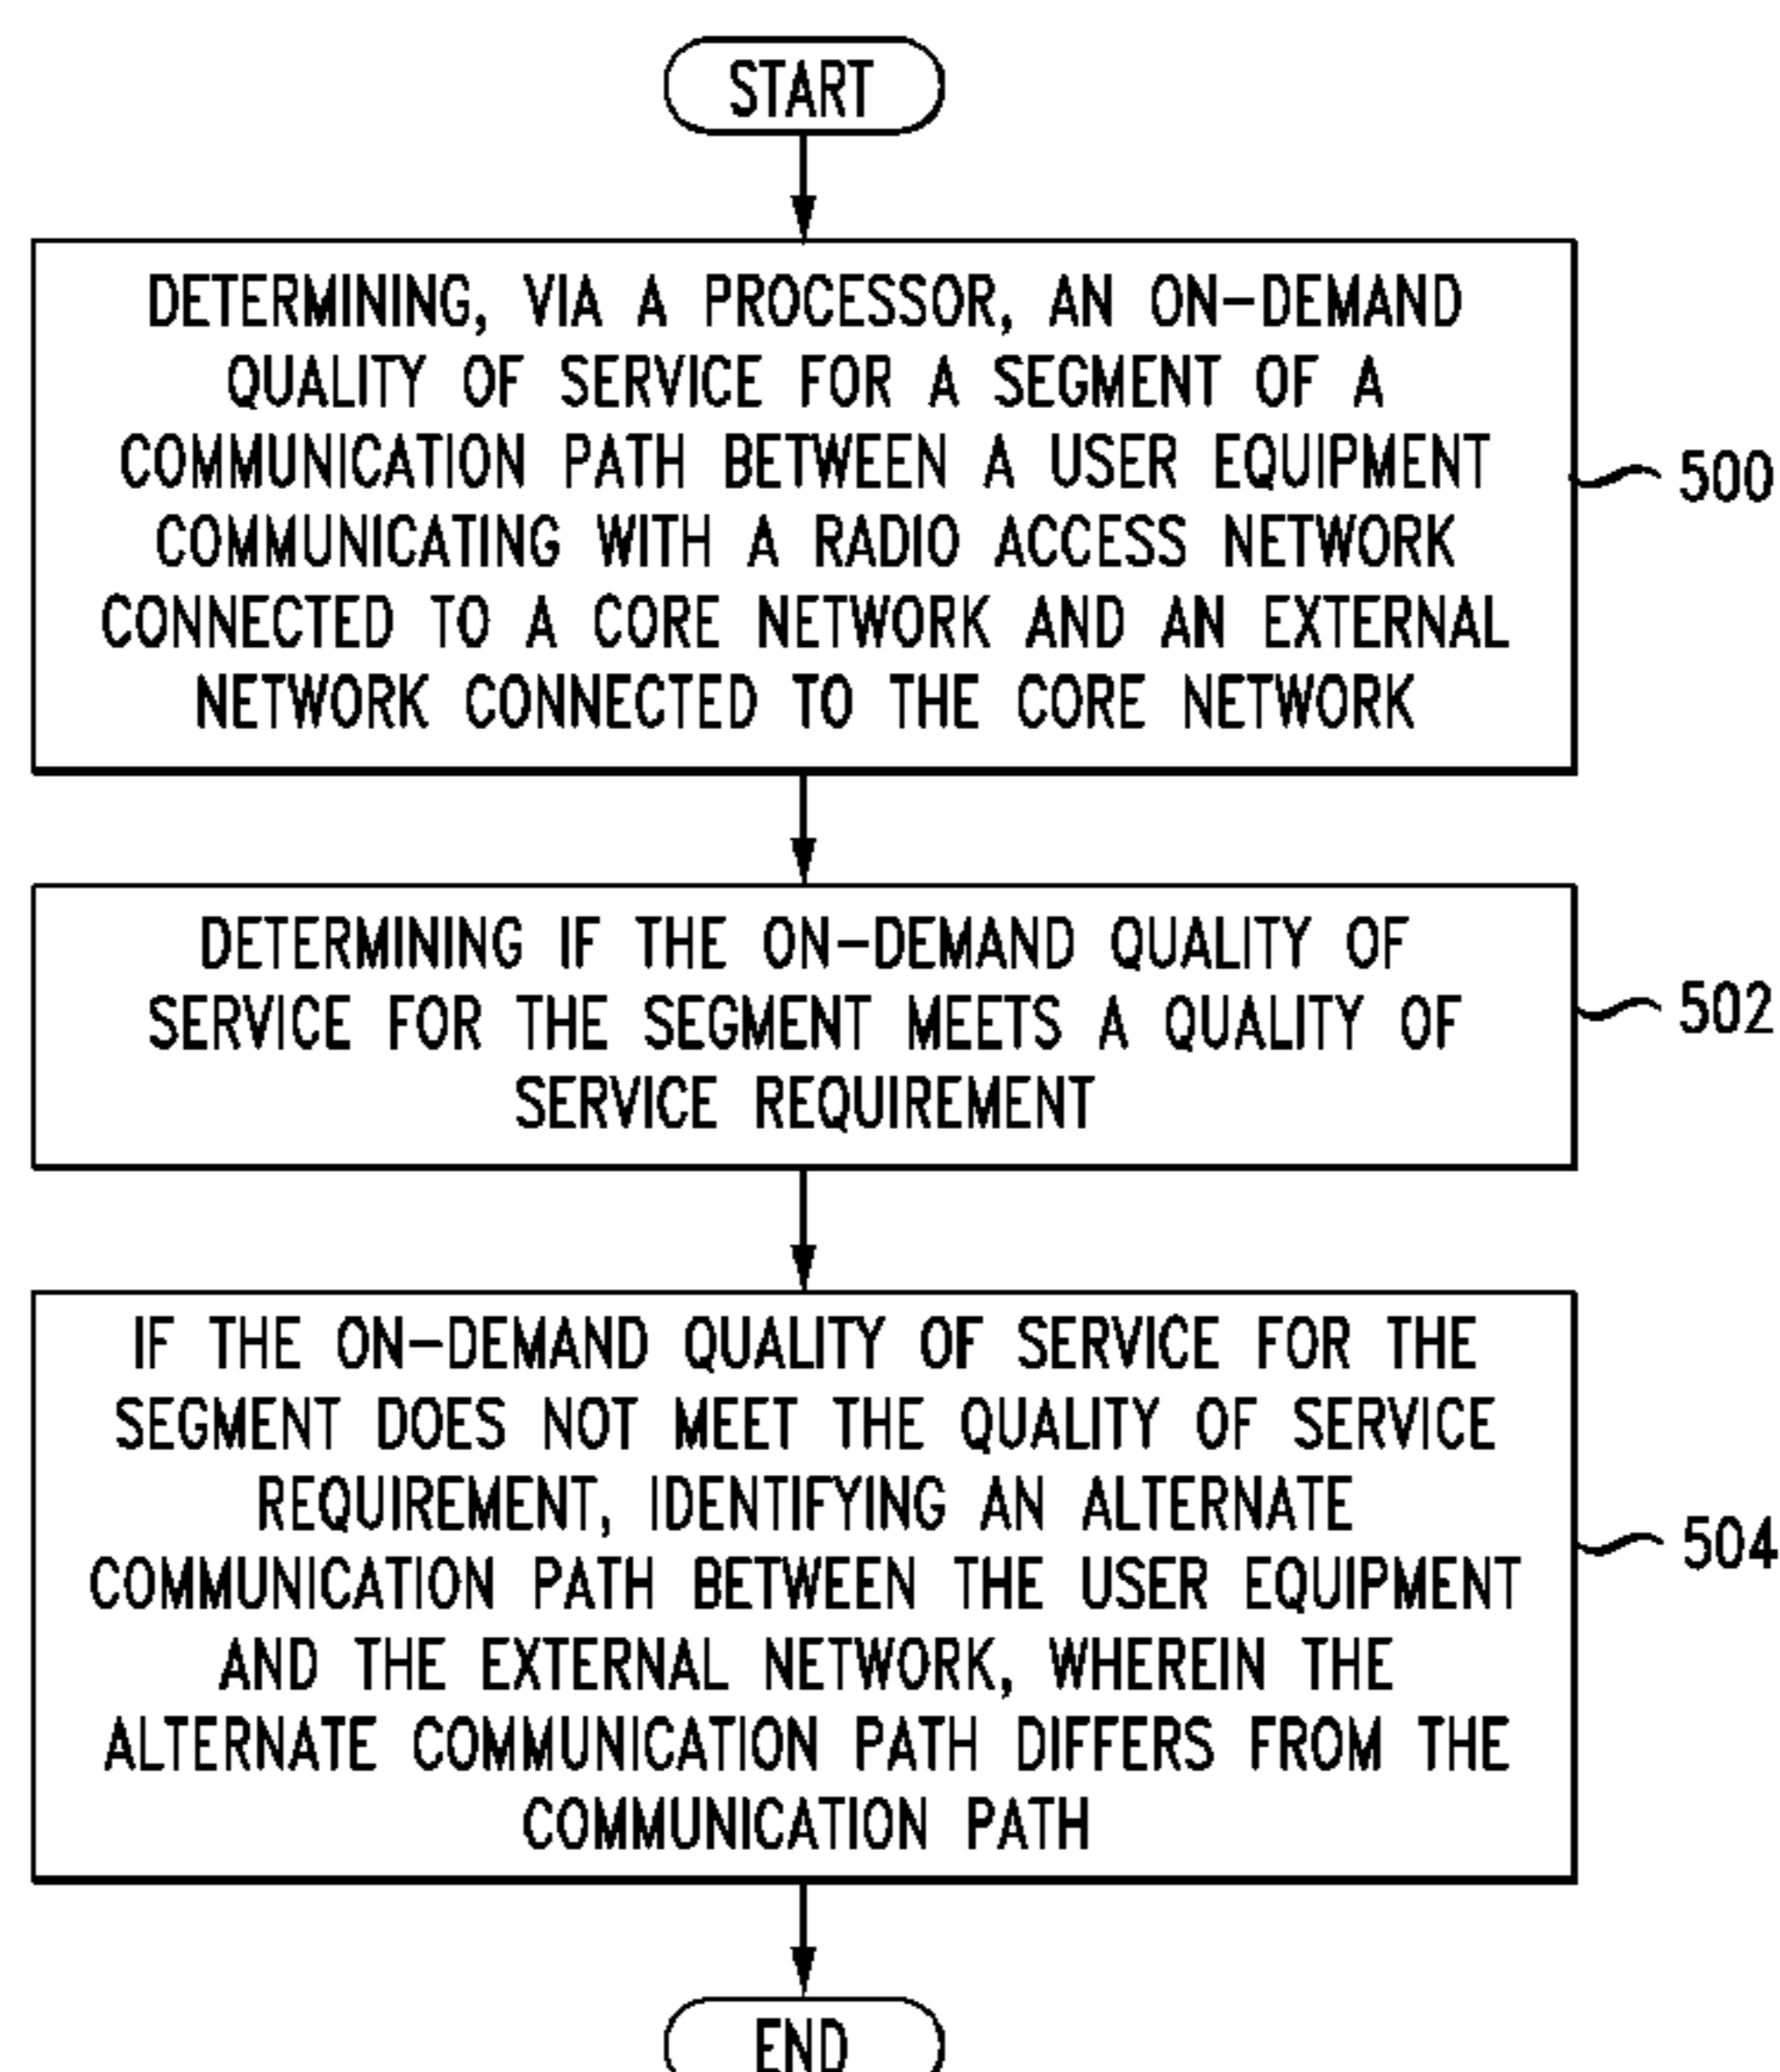 START
DETERMINING, VIA A PROCESSOR, AN ON-DEMAND
QUALITY OF SERVICE FOR A SEGMENT OF A
COMMUNICATION PATH BETWEEN A USER EQUIPMENT
COMMUNICATING WITH A RADIO ACCESS NETWORK
CONNECTED TO A CORE NETWORK AND AN EXTERNAL
NETWORK CONNECTED TO THE CORE NETWORK
500
DETERMINING IF THE ON-DEMAND QUALITY OF
SERVICE FOR THE SEGMENT MEETS A QUALITY OF
SERVICE REQUIREMENT
502
IF THE ON-DEMAND QUALITY OF SERVICE FOR THE
SEGMENT DOES NOT MEET THE QUALITY OF SERVICE
REQUIREMENT, IDENTIFYING AN ALTERNATE
COMMUNICATION PATH BETWEEN THE USER EQUIPMENT
AND THE EXTERNAL NETWORK, WHEREIN THE
ALTERNATE COMMUNICATION PATH DIFFERS FROM THE
COMMUNICATION PATH
504
END